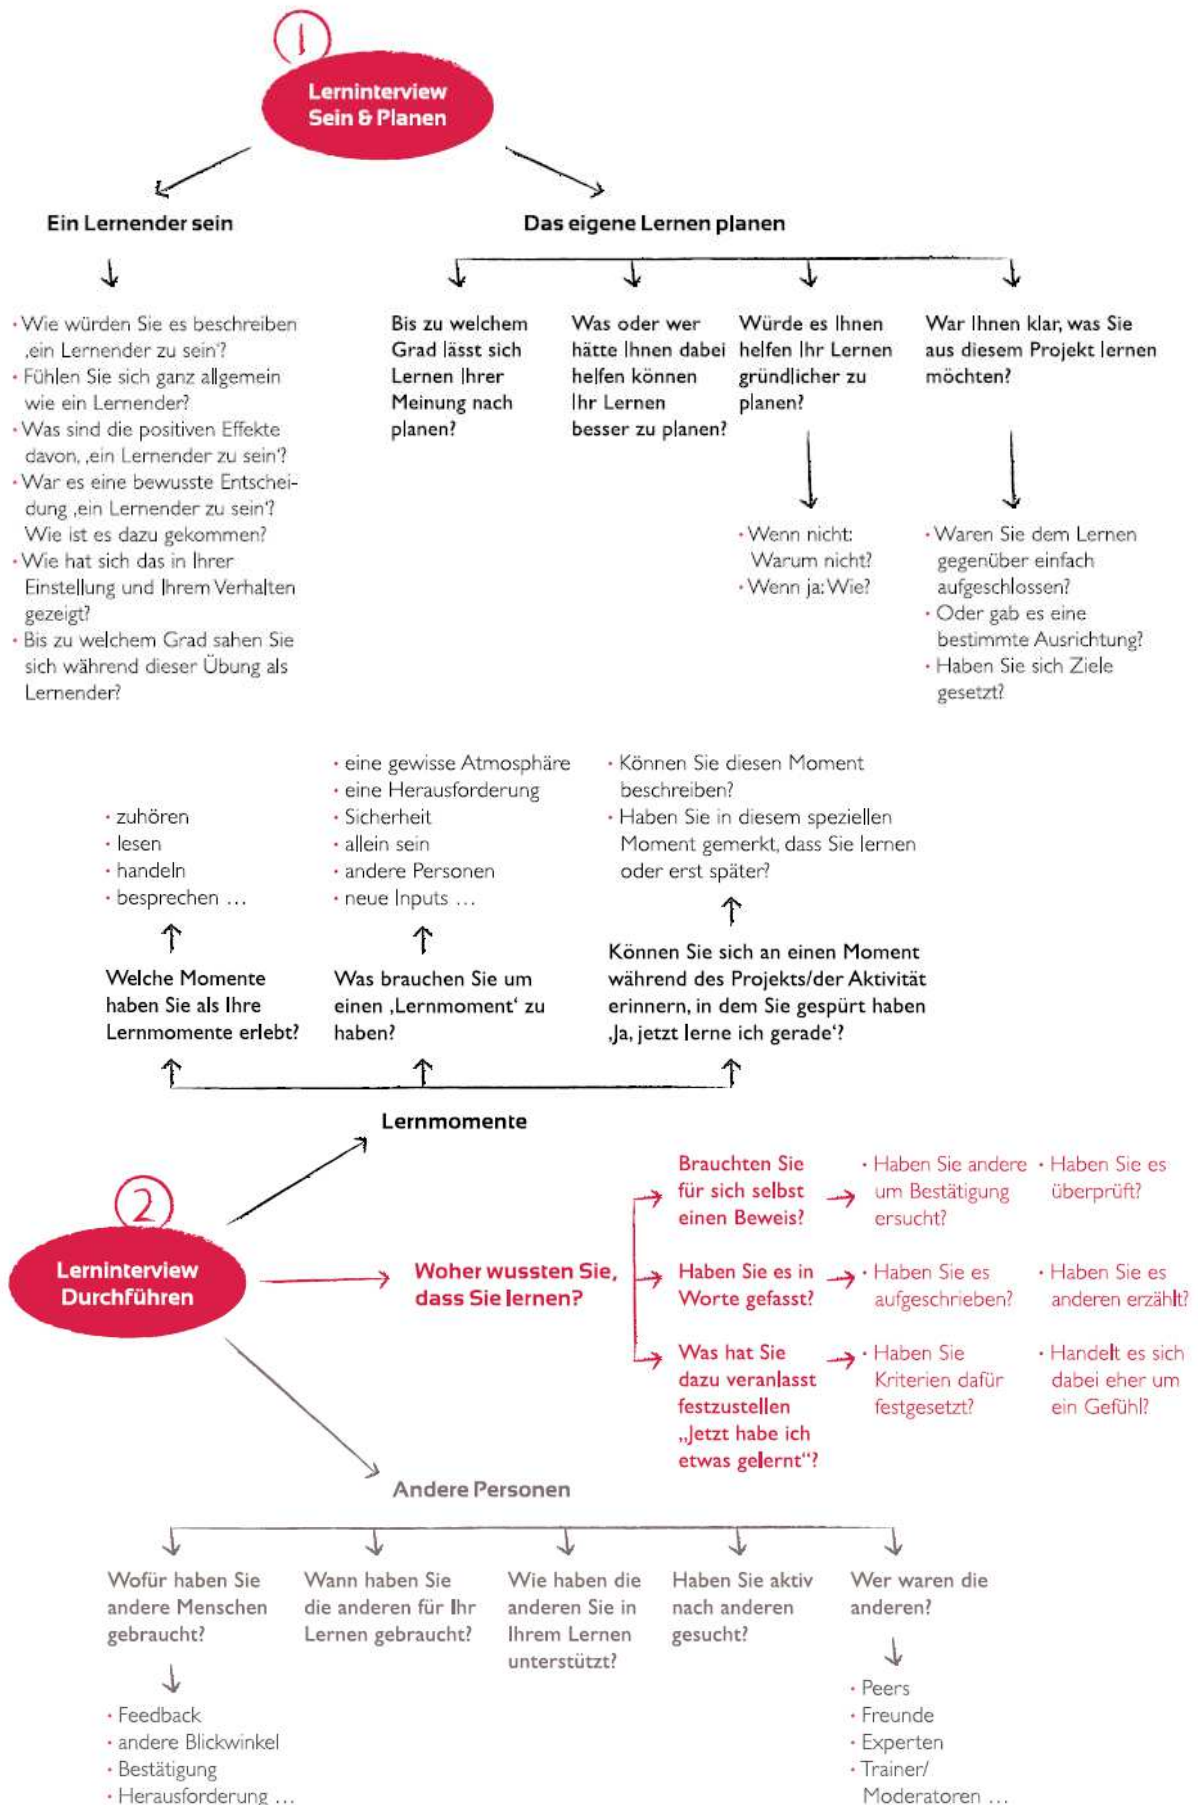 1
Lerninterview
Sein & Planen
Ein Lernender sein
Das eigene Lernen planen
• Wie würden Sie es beschreiben
‚ein Lernender zu sein‘?
• Fühlen Sie sich ganz allgemein
wie ein Lernender?
• Was sind die positiven Effekte
davon, ‚ein Lernender zu sein‘?
• War es eine bewusste Entschei-
dung ‚ein Lernender zu sein‘?
Wie ist es dazu gekommen?
• Wie hat sich das in Ihrer
Einstellung und Ihrem Verhalten
gezeigt?
• Bis zu welchem Grad sahen Sie
sich während dieser Übung als
Lernender?
Bis zu welchem
Grad lässt sich
Lernen Ihrer
Meinung nach
planen?
Was oder wer
hätte Ihnen dabei
helfen können
Ihr Lernen
besser zu planen?
Würde es Ihnen
helfen Ihr Lernen
gründlicher zu
planen?
• Wenn nicht:
Warum nicht?
• Wenn ja: Wie?
War Ihnen klar, was Sie
aus diesem Projekt lernen
möchten?
• Waren Sie dem Lernen
gegenüber einfach
aufgeschlossen?
• Oder gab es eine
bestimmte Ausrichtung?
• Haben Sie sich Ziele
gesetzt?
• zuhören
• lesen
• handeln
• besprechen …
Welche Momente
haben Sie als Ihre
Lernmomente erlebt?
• eine gewisse Atmosphäre
• eine Herausforderung
• Sicherheit
• allein sein
• andere Personen
• neue Inputs …
Was brauchen Sie um
einen ‚Lernmoment‘ zu
haben?
• Können Sie diesen Moment
beschreiben?
• Haben Sie in diesem speziellen
Moment gemerkt, dass Sie lernen
oder erst später?
Können Sie sich an einen Moment
während des Projekts/der Aktivität
erinnern, in dem Sie gespürt haben
‚Ja, jetzt lerne ich gerade‘?
Lernmomente
2
Lerninterview
Durchführen
Woher wussten Sie,
dass Sie lernen?
Brauchten Sie
für sich selbst
einen Beweis?
• Haben Sie andere
um Bestätigung
ersucht?
• Haben Sie es
überprüft?
Haben Sie es in
Worte gefasst?
• Haben Sie es
aufgeschrieben?
• Haben Sie es
anderen erzählt?
Was hat Sie
dazu veranlasst
festzustellen
„Jetzt habe ich
etwas gelernt“?
• Haben Sie
Kriterien dafür
festgesetzt?
• Handelt es sich
dabei eher um
ein Gefühl?
Andere Personen
Wofür haben Sie
andere Menschen
gebraucht?
• Feedback
• andere Blickwinkel
• Bestätigung
• Herausforderung …
Wann haben Sie
die anderen für Ihr
Lernen gebraucht?
Wie haben die
anderen Sie in
Ihrem Lernen
unterstützt?
Haben Sie aktiv
nach anderen
gesucht?
Wer waren die
anderen?
• Peers
• Freunde
• Experten
• Trainer/
Moderatoren …